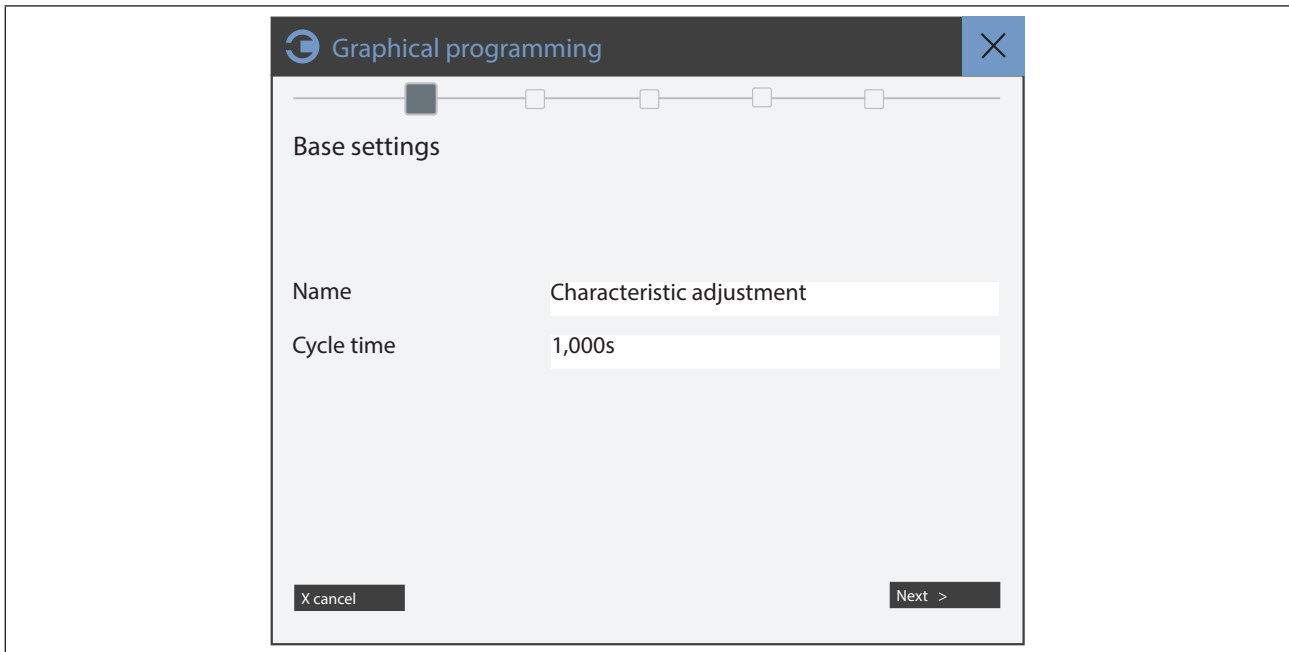 Graphical programming
Base settings
Name Characteristic adjustment
Cycle time 1,000s
X cancel Next >